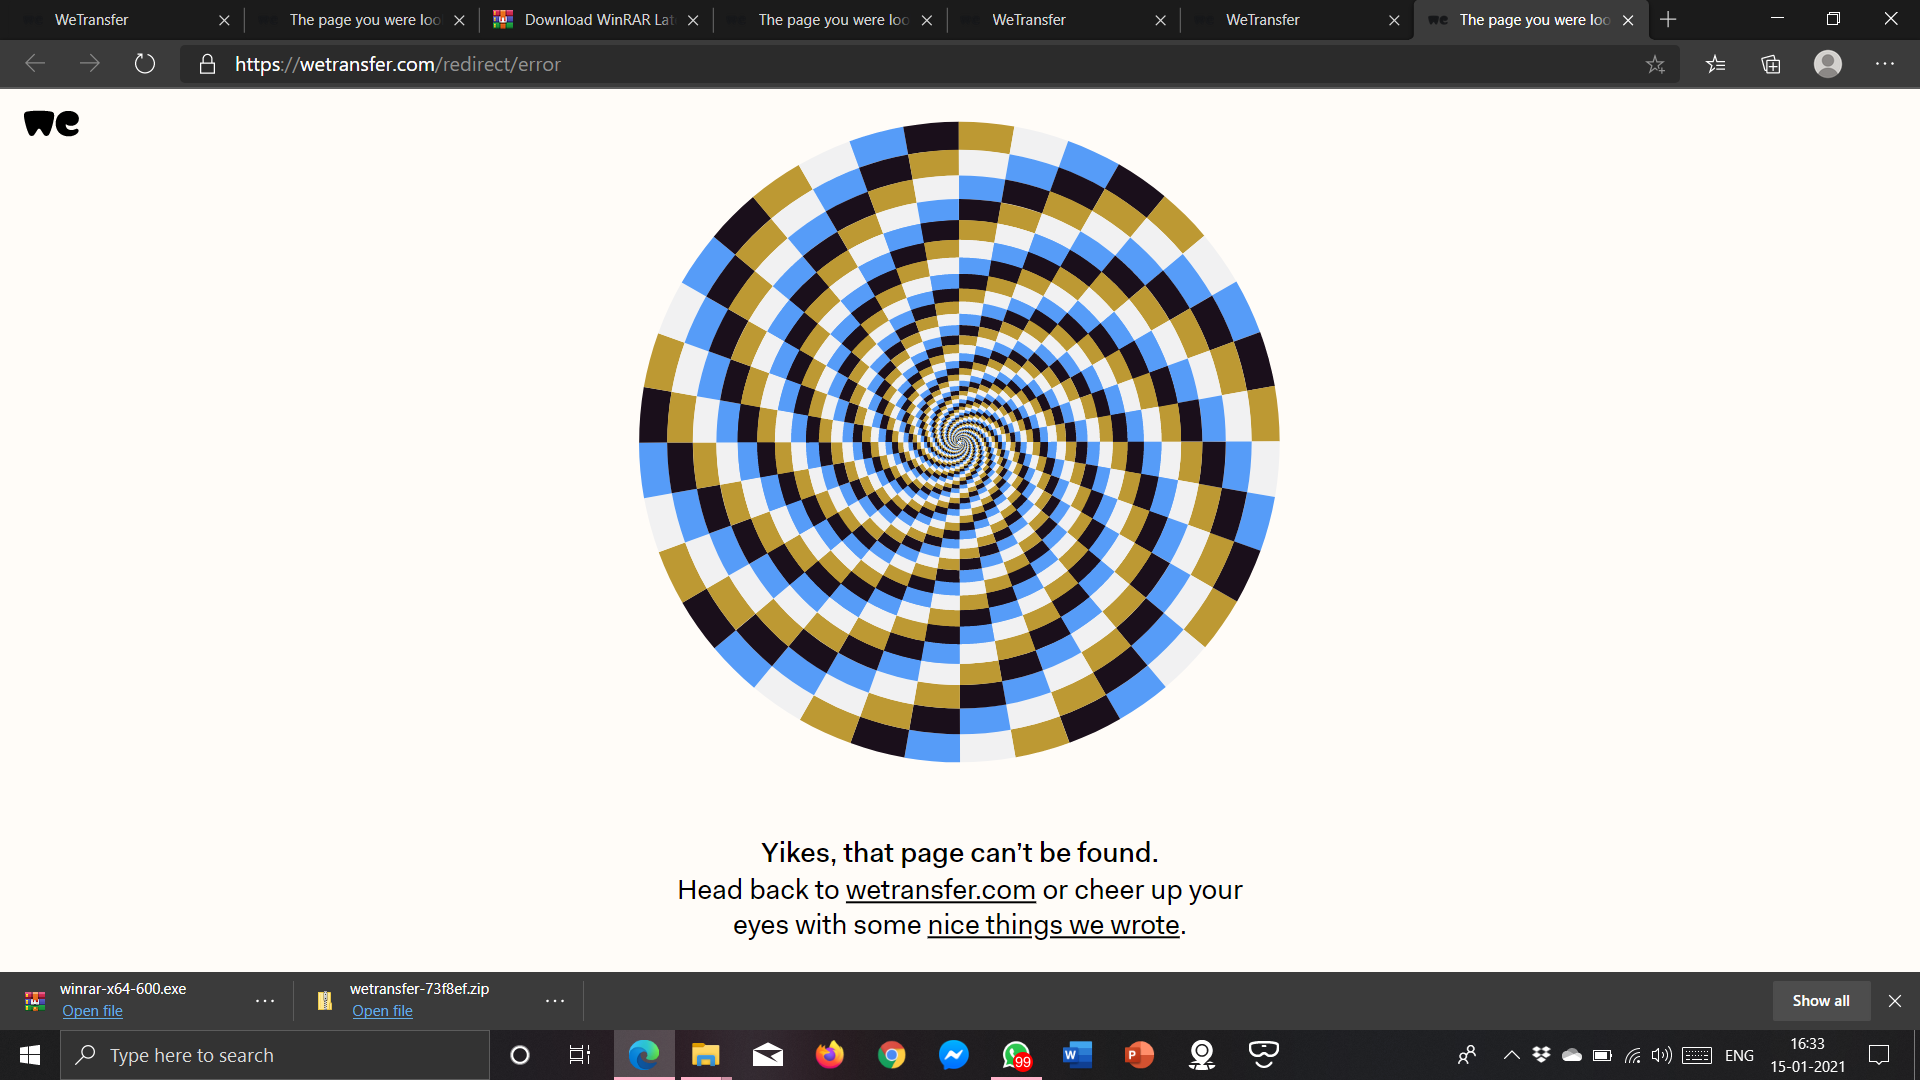 WeTransfer
The page you were loo
Download WinRAR Lat
The page you were loo
WeTransfer
WeTransfer
we The page you were loo
https://wetransfer.com/redirect/error
we
Yikes, that page can’t be found.
Head back to wetransfer.com or cheer up your
eyes with some nice things we wrote.
winrar-x64-600.exe
Open file
wetransfer-73f8ef.zip
Open file
Show all
Type here to search
99
W
P
ENG
16:33
15-01-2021